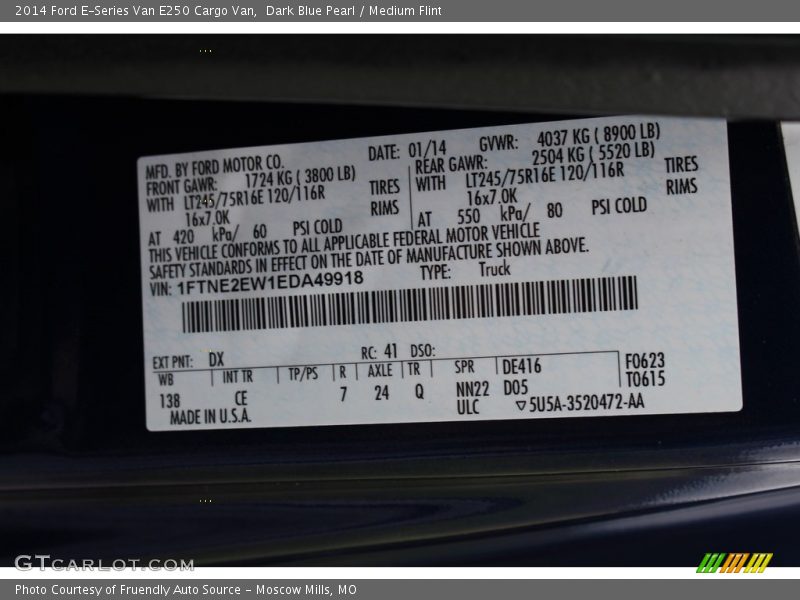 2014 Ford E-Series Van E250 Cargo Van, Dark Blue Pearl / Medium Flint
MFD. BY FORD MOTOR CO. DATE: 01/14 GVWR: 4037 KG ( 8900 LB)
FRONT GAWR: 1724 KG ( 3800 LB) REAR GAWR: 2504 KG ( 5520 LB)
WITH LT245/75R16E 120/116R TIRES WITH LT245/75R16E 120/116R TIRES
16x7.0K RIMS 16x7.0K RIMS
AT 420 kPa/ 60 PSI COLD AT 550 kPa/ 80 PSI COLD
THIS VEHICLE CONFORMS TO ALL APPLICABLE FEDERAL MOTOR VEHICLE
SAFETY STANDARDS IN EFFECT ON THE DATE OF MANUFACTURE SHOWN ABOVE.
VIN: 1FTNE2EW1EDA49918 TYPE: Truck
EXT PNT: DX RC: 41 DSO:
WB INT TR TP/PS R AXLE TR SPR DE416 F0623
138 CE 7 24 Q NN22 D05 T0615
MADE IN U.S.A. ULC ▽5U5A-3520472-AA
GTCARLOT.COM
Photo Courtesy of Fruendly Auto Source - Moscow Mills, MO